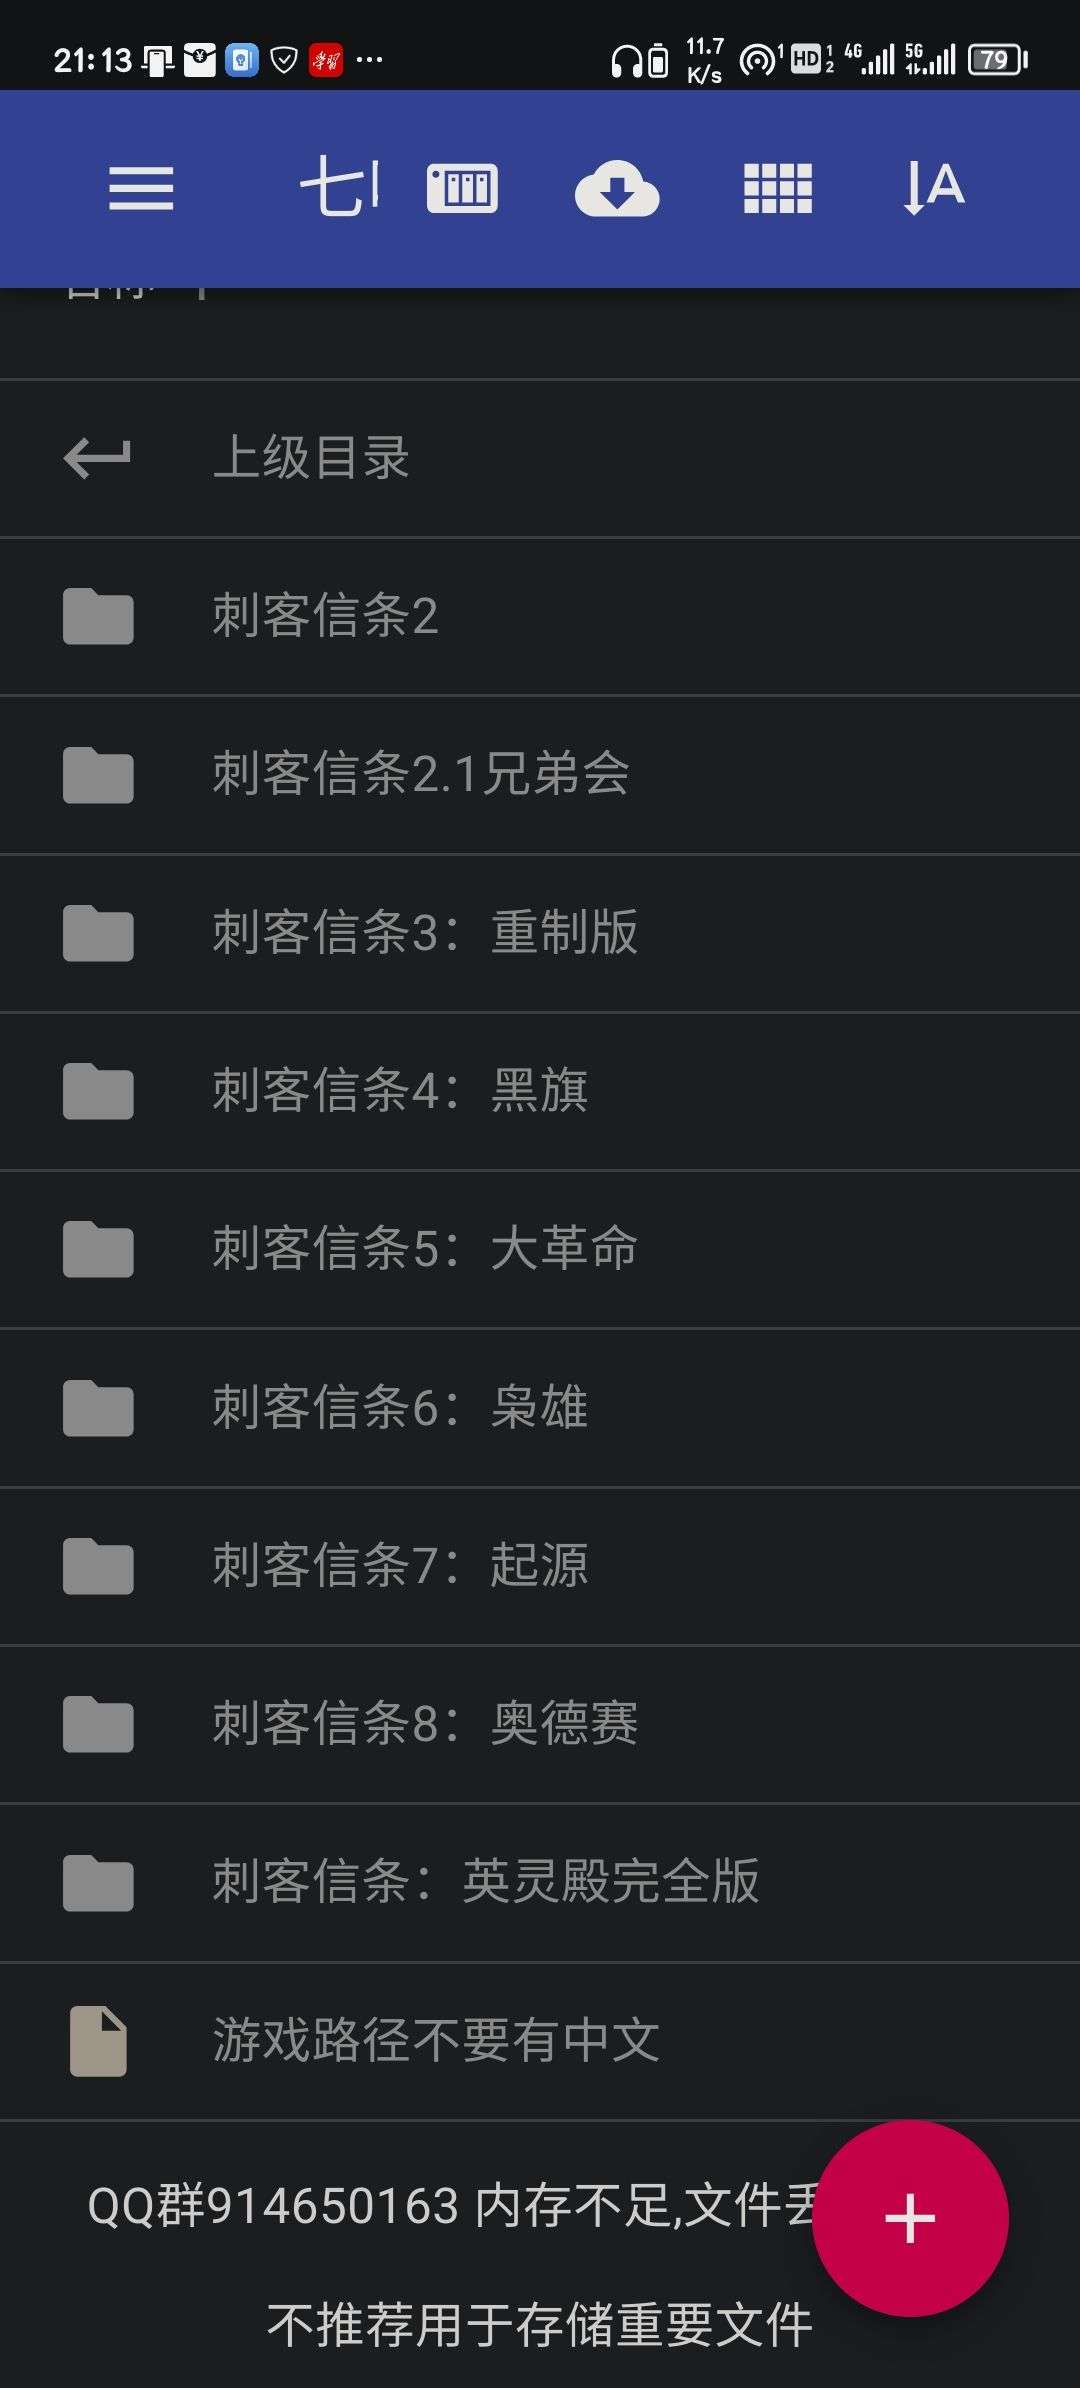 21:13 学习 ... 11.7 K/s 1 HD 1 2 4G 5G 79
七 A
上级目录
刺客信条2
刺客信条2.1兄弟会
刺客信条3：重制版
刺客信条4：黑旗
刺客信条5：大革命
刺客信条6：枭雄
刺客信条7：起源
刺客信条8：奥德赛
刺客信条：英灵殿完全版
游戏路径不要有中文
QQ群914650163 内存不足,文件丢
不推荐用于存储重要文件